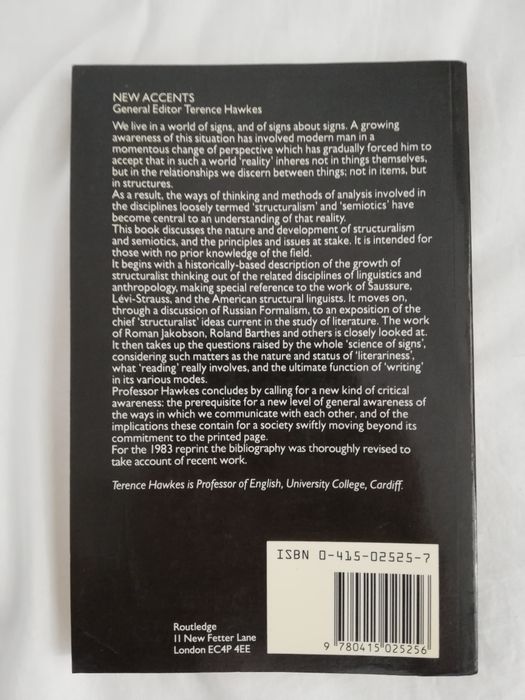 NEW ACCENTS
General Editor Terence Hawkes
We live in a world of signs, and of signs about signs. A growing
awareness of this situation has involved modern man in a
momentous change of perspective which has gradually forced him to
accept that in such a world 'reality' inheres not in things themselves,
but in the relationships we discern between things; not in items, but
in structures.
As a result, the ways of thinking and methods of analysis involved in
the disciplines loosely termed 'structuralism' and 'semiotics' have
become central to an understanding of that reality.
This book discusses the nature and development of structuralism
and semiotics, and the principles and issues at stake. It is intended for
those with no prior knowledge of the field.
It begins with a historically-based description of the growth of
structuralist thinking out of the related disciplines of linguistics and
anthropology, making special reference to the work of Saussure,
Lévi-Strauss, and the American structural linguists. It moves on,
through a discussion of Russian Formalism, to an exposition of the
chief 'structuralist' ideas current in the study of literature. The work
of Roman Jakobson, Roland Barthes and others is closely looked at.
It then takes up the questions raised by the whole 'science of signs',
considering such matters as the nature and status of 'literariness',
what 'reading' really involves, and the ultimate function of 'writing'
in its various modes.
Professor Hawkes concludes by calling for a new kind of critical
awareness: the prerequisite for a new level of general awareness of
the ways in which we communicate with each other, and of the
implications these contain for a society swiftly moving beyond its
commitment to the printed page.
For the 1983 reprint the bibliography was thoroughly revised to
take account of recent work.
Terence Hawkes is Professor of English, University College, Cardiff.
ISBN 0-415-02525-7
9 780415 025256
Routledge
11 New Fetter Lane
London EC4P 4EE